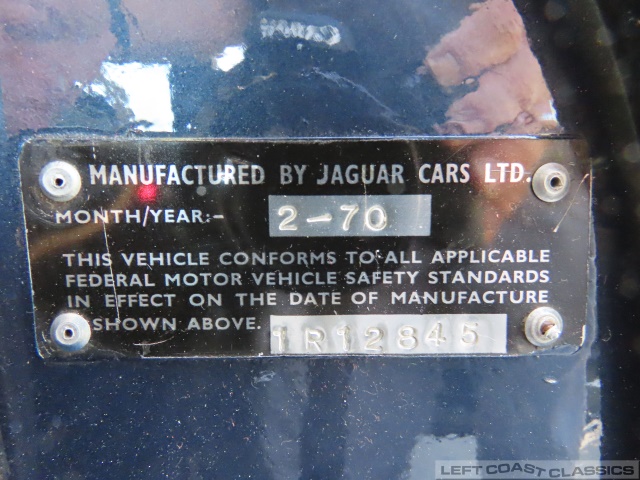 MANUFACTURED BY JAGUAR CARS LTD.
MONTH/YEAR:- 2-70
THIS VEHICLE CONFORMS TO ALL APPLICABLE
FEDERAL MOTOR VEHICLE SAFETY STANDARDS
IN EFFECT ON THE DATE OF MANUFACTURE
SHOWN ABOVE. 1R12845
LEFT COAST CLASSICS